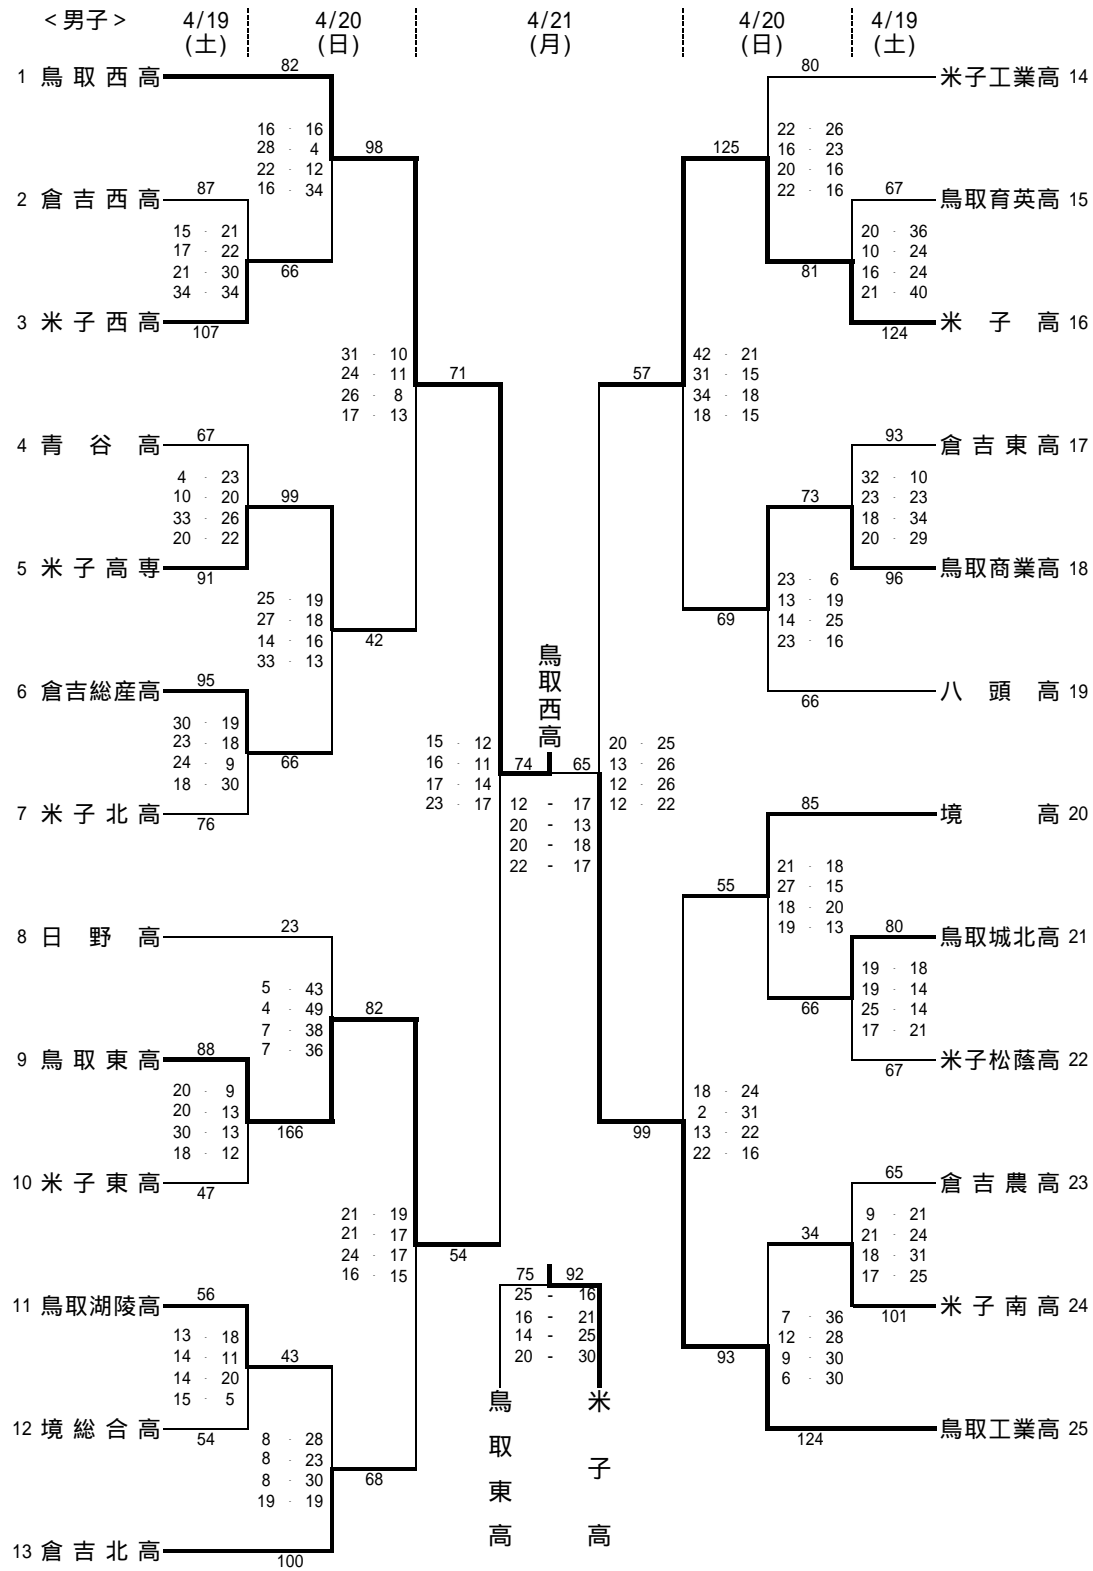 ＜男子＞
4/19
(土)
4/20
(日)
4/21
(月)
4/20
(日)
4/19
(土)
1 鳥取西高
82
16 - 16
28 - 4
22 - 12
16 - 34
98
2 倉吉西高
87
15 - 21
17 - 22
21 - 30
34 - 34
66
3 米子西高
107
31 - 10
24 - 11
26 - 8
17 - 13
71
4 青谷高
67
4 - 23
10 - 20
33 - 26
20 - 22
99
5 米子高専
91
25 - 19
27 - 18
14 - 16
33 - 13
42
6 倉吉総産高
95
30 - 19
23 - 18
24 - 9
18 - 30
66
7 米子北高
76
15 - 12
16 - 11
17 - 14
23 - 17
8 日野高
23
5 - 43
4 - 49
7 - 38
7 - 36
82
9 鳥取東高
88
20 - 9
20 - 13
30 - 13
18 - 12
166
10 米子東高
47
21 - 19
21 - 17
24 - 17
16 - 15
54
11 鳥取湖陵高
56
13 - 18
14 - 11
14 - 20
15 - 5
43
12 境総合高
54
8 - 28
8 - 23
8 - 30
19 - 19
68
13 倉吉北高
100
鳥取西高
74 65
12 - 17
20 - 13
20 - 18
22 - 17
75 92
25 - 16
16 - 21
14 - 25
20 - 30
鳥取東高
米子高
80
米子工業高 14
125
22 - 26
16 - 23
20 - 16
22 - 16
67
鳥取育英高 15
20 - 36
10 - 24
16 - 24
21 - 40
81
米子高 16
124
57
42 - 21
31 - 15
34 - 18
18 - 15
93
倉吉東高 17
32 - 10
23 - 23
18 - 34
20 - 29
73
鳥取商業高 18
96
23 - 6
13 - 19
14 - 25
23 - 16
69
八頭高 19
66
20 - 25
13 - 26
12 - 26
12 - 22
85
境高 20
21 - 18
27 - 15
18 - 20
19 - 13
55
80
鳥取城北高 21
19 - 18
19 - 14
25 - 14
17 - 21
66
米子松蔭高 22
67
18 - 24
2 - 31
13 - 22
22 - 16
99
65
倉吉農高 23
9 - 21
21 - 24
18 - 31
17 - 25
34
米子南高 24
101
7 - 36
12 - 28
9 - 30
6 - 30
93
鳥取工業高 25
124